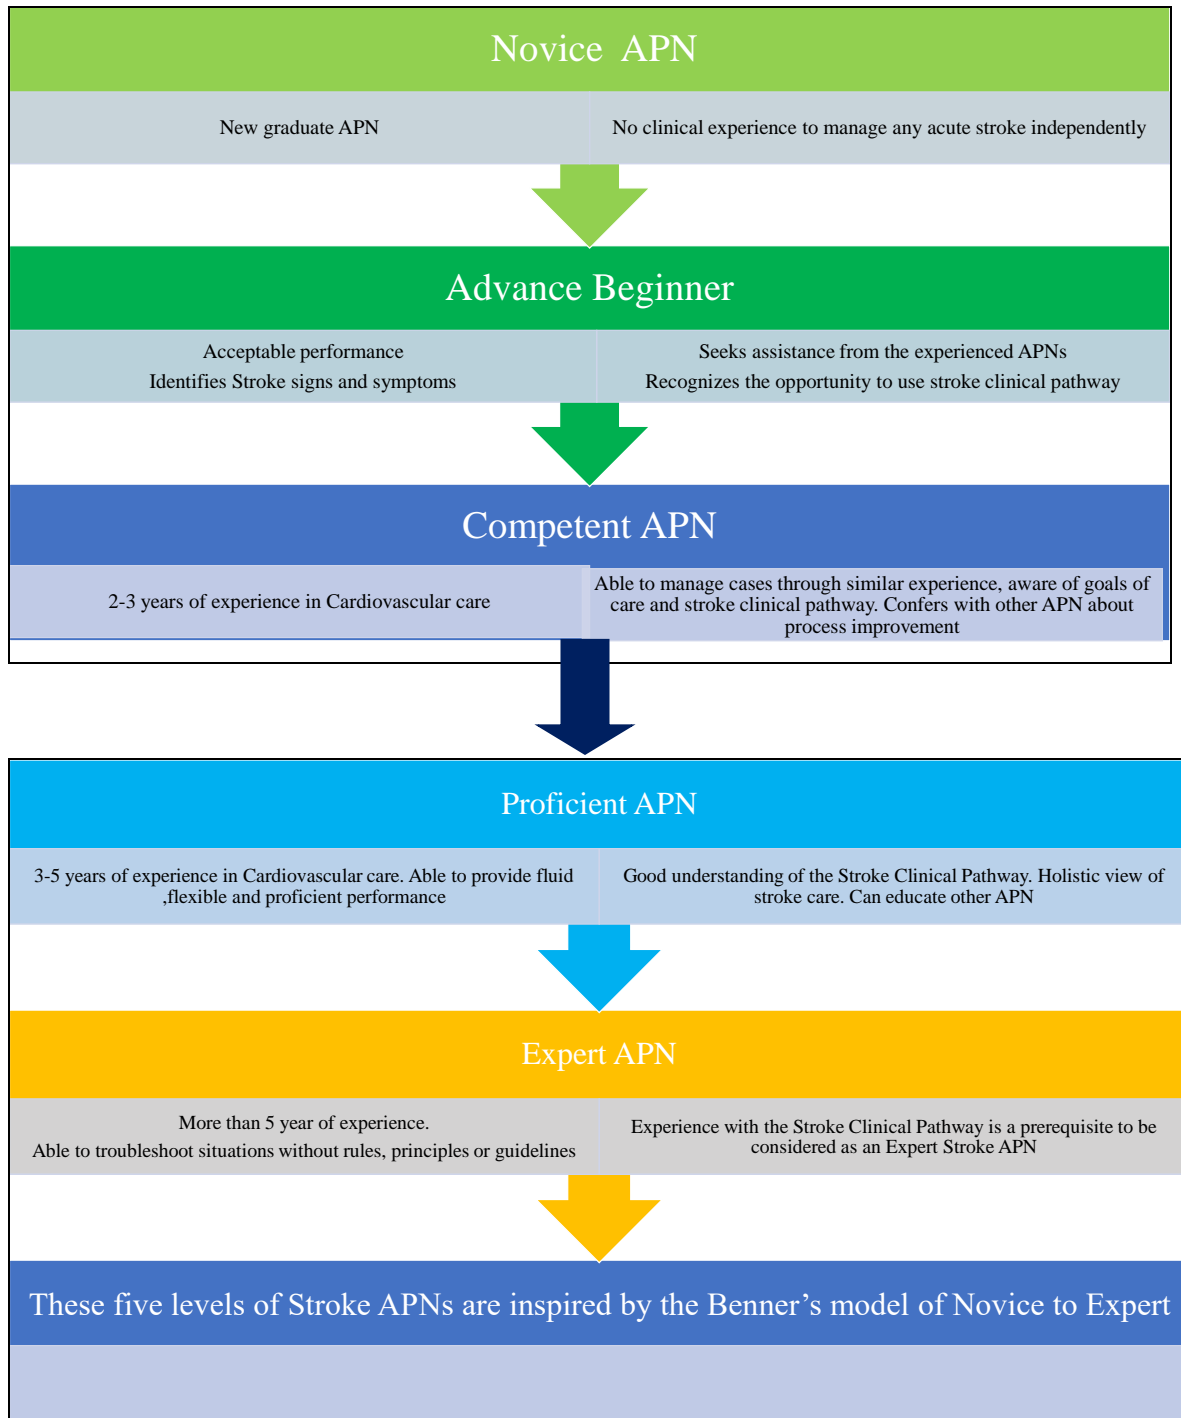 Novice  APN
New graduate APN
No clinical experience to manage any acute stroke independently
Advance Beginner
Acceptable performance
Identifies Stroke signs and symptoms
Seeks assistance from the experienced APNs
Recognizes the opportunity to use stroke clinical pathway
Competent APN
2-3 years of experience in Cardiovascular care
Able to manage cases through similar experience, aware of goals of
care and stroke clinical pathway. Confers with other APN about
process improvement
Proficient APN
3-5 years of experience in Cardiovascular care. Able to provide fluid
,flexible and proficient performance
Good understanding of the Stroke Clinical Pathway. Holistic view of
stroke care. Can educate other APN
Expert APN
More than 5 year of experience.
Able to troubleshoot situations without rules, principles or guidelines
Experience with the Stroke Clinical Pathway is a prerequisite to be
considered as an Expert Stroke APN
These five levels of Stroke APNs are inspired by the Benner’s model of Novice to Expert